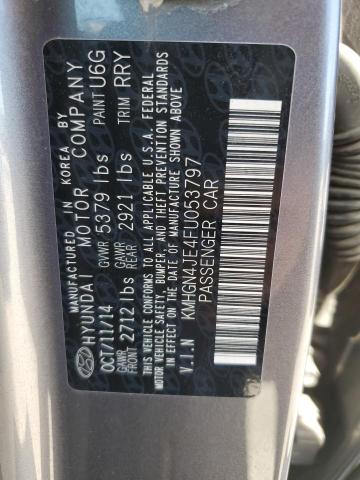 MANUFACTURED IN KOREA BY
HYUNDAI MOTOR COMPANY
OCT/11/14 GVWR 5379 lbs PAINT U6G
GAWR FRONT 2712 lbs GAWR REAR 2921 lbs TRIM RRY
THIS VEHICLE CONFORMS TO ALL APPLICABLE U.S.A. FEDERAL
MOTOR VEHICLE SAFETY, BUMPER, AND THEFT PREVENTION STANDARDS
IN EFFECT ON THE DATE OF MANUFACTURE SHOWN ABOVE.
V.I.N KMHGN4JE4FU053797
PASSENGER CAR